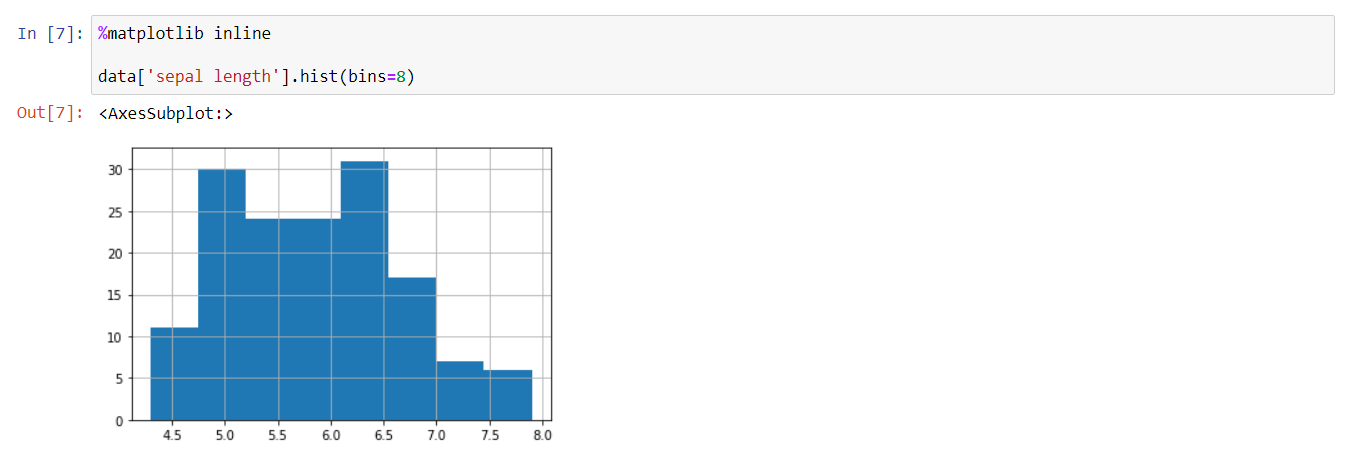 In [7]: %matplotlib inline
data['sepal length'].hist(bins=8)
Out[7]: <AxesSubplot:>
30
25
20
15
10
5
0
4.5 5.0 5.5 6.0 6.5 7.0 7.5 8.0